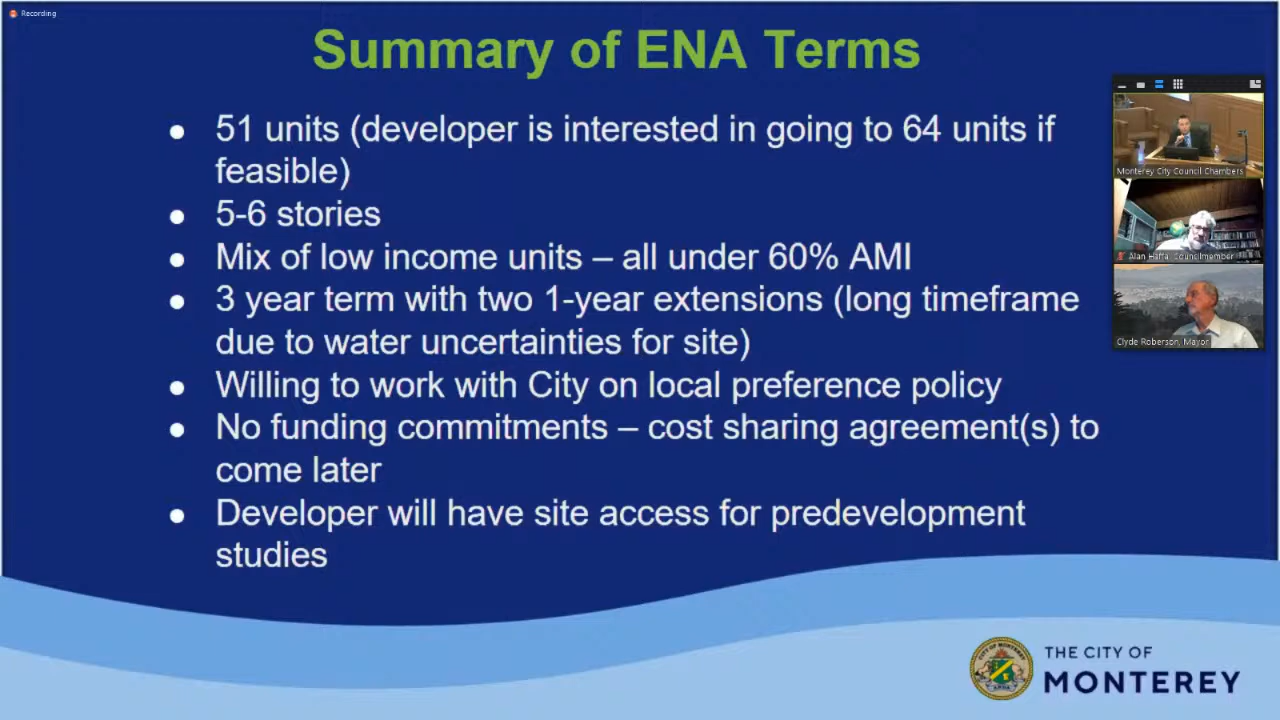 Recording
Summary of ENA Terms
● 51 units (developer is interested in going to 64 units if
feasible)
● 5-6 stories
● Mix of low income units – all under 60% AMI
● 3 year term with two 1-year extensions (long timeframe
due to water uncertainties for site)
● Willing to work with City on local preference policy
● No funding commitments – cost sharing agreement(s) to
come later
● Developer will have site access for predevelopment
studies
Monterey City Council Chambers
Alan Haffa, Councilmember
Clyde Roberson, Mayor
THE CITY OF
MONTEREY